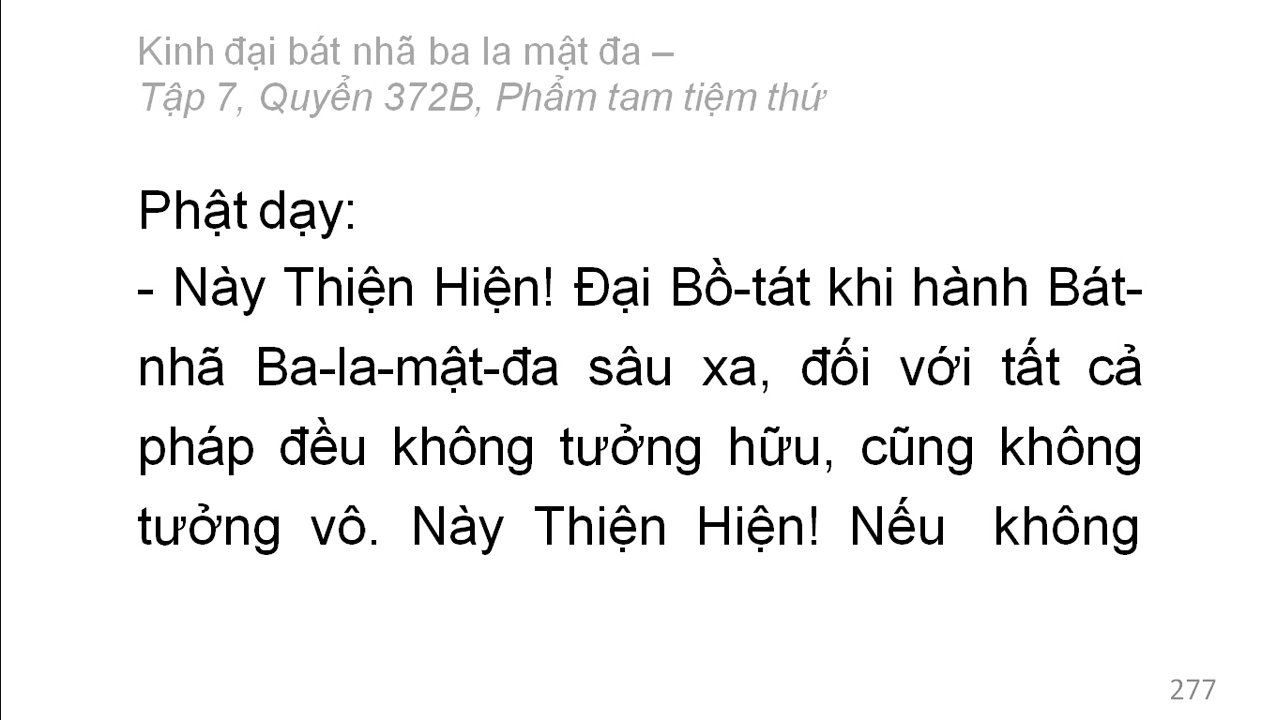 Kinh đại bát nhã ba la mật đa –
Tập 7, Quyển 372B, Phẩm tam tiệm thứ
Phật dạy:
- Này Thiện Hiện! Đại Bồ-tát khi hành Bát-
nhã Ba-la-mật-đa sâu xa, đối với tất cả
pháp đều không tưởng hữu, cũng không
tưởng vô. Này Thiện Hiện! Nếu không
277